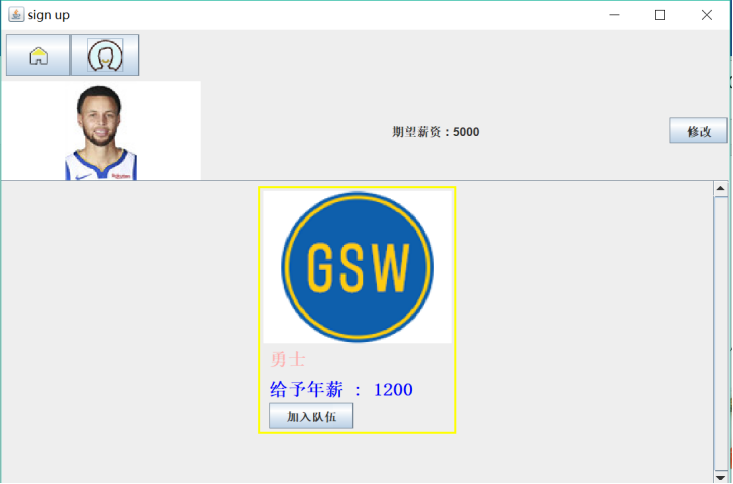 sign up
期望薪资：5000
修改
GSW
勇士
给予年薪 : 1200
加入队伍